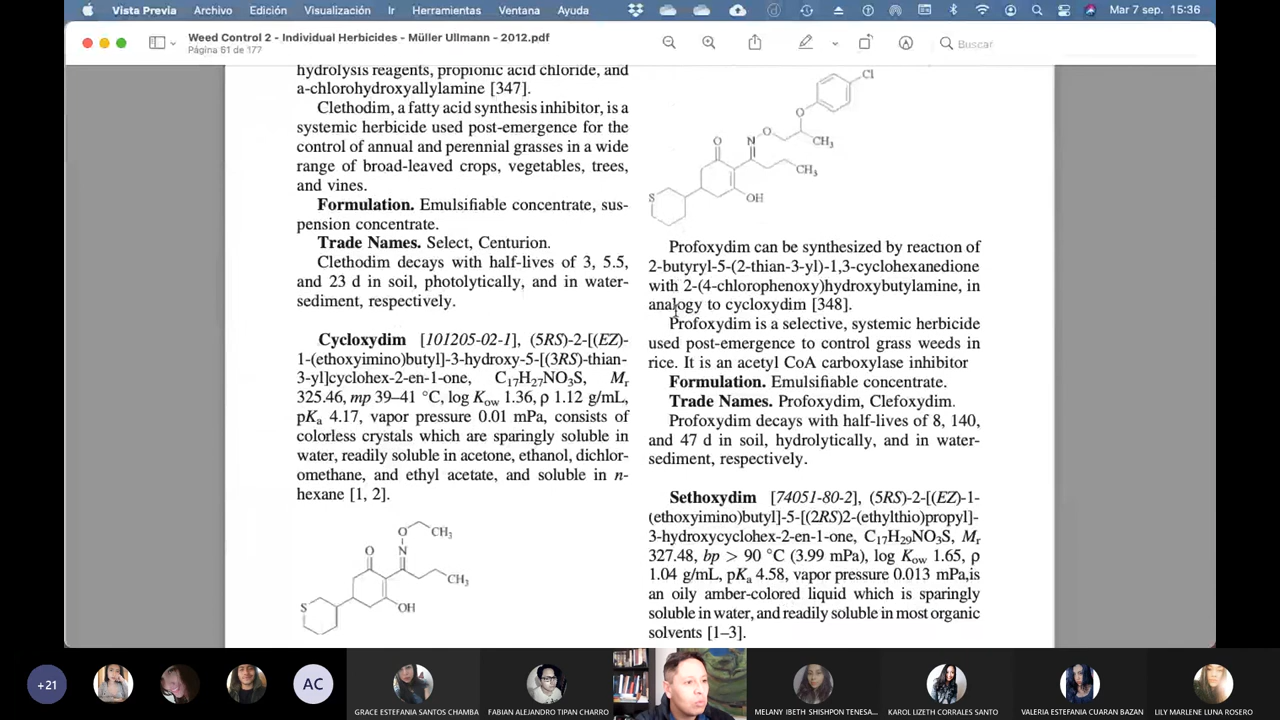 Vista Previa Archivo Edición Visualización Ir Herramientas Ventana Ayuda
Mar 7 sep. 15:36
Weed Control 2 - Individual Herbicides - Müller Ullmann - 2012.pdf
Página 61 de 177
Buscar
hydrolysis reagents, propionic acid chloride, and
a-chlorohydroxyallylamine [347].
Clethodim, a fatty acid synthesis inhibitor, is a
systemic herbicide used post-emergence for the
control of annual and perennial grasses in a wide
range of broad-leaved crops, vegetables, trees,
and vines.
Formulation. Emulsifiable concentrate, sus-
pension concentrate.
Trade Names. Select, Centurion.
Clethodim decays with half-lives of 3, 5.5,
and 23 d in soil, photolytically, and in water-
sediment, respectively.
Cycloxydim [101205-02-1], (5RS)-2-[(EZ)-
1-(ethoxyimino)butyl]-3-hydroxy-5-[(3RS)-thian-
3-yl]cyclohex-2-en-1-one, C17H27NO3S, Mr
325.46, mp 39–41 °C, log Kow 1.36, ρ 1.12 g/mL,
pKa 4.17, vapor pressure 0.01 mPa, consists of
colorless crystals which are sparingly soluble in
water, readily soluble in acetone, ethanol, dichlor-
omethane, and ethyl acetate, and soluble in n-
hexane [1, 2].
O CH3
O N
CH3
S OH
Cl
O
O N O CH3
CH3
S OH
Profoxydim can be synthesized by reaction of
2-butyryl-5-(2-thian-3-yl)-1,3-cyclohexanedione
with 2-(4-chlorophenoxy)hydroxybutylamine, in
analogy to cycloxydim [348].
Profoxydim is a selective, systemic herbicide
used post-emergence to control grass weeds in
rice. It is an acetyl CoA carboxylase inhibitor
Formulation. Emulsifiable concentrate.
Trade Names. Profoxydim, Clefoxydim.
Profoxydim decays with half-lives of 8, 140,
and 47 d in soil, hydrolytically, and in water-
sediment, respectively.
Sethoxydim [74051-80-2], (5RS)-2-[(EZ)-1-
(ethoxyimino)butyl]-5-[(2RS)2-(ethylthio)propyl]-
3-hydroxycyclohex-2-en-1-one, C17H29NO3S, Mr
327.48, bp > 90 °C (3.99 mPa), log Kow 1.65, ρ
1.04 g/mL, pKa 4.58, vapor pressure 0.013 mPa,is
an oily amber-colored liquid which is sparingly
soluble in water, and readily soluble in most organic
solvents [1–3].
+21
AC
GRACE ESTEFANIA SANTOS CHAMBA
FABIAN ALEJANDRO TIPAN CHARRO
MELANY IBETH SHISHPON TENESA...
KAROL LIZETH CORRALES SANTO
VALERIA ESTEFANIA CUARAN BAZAN
LILY MARLENE LUNA ROSERO